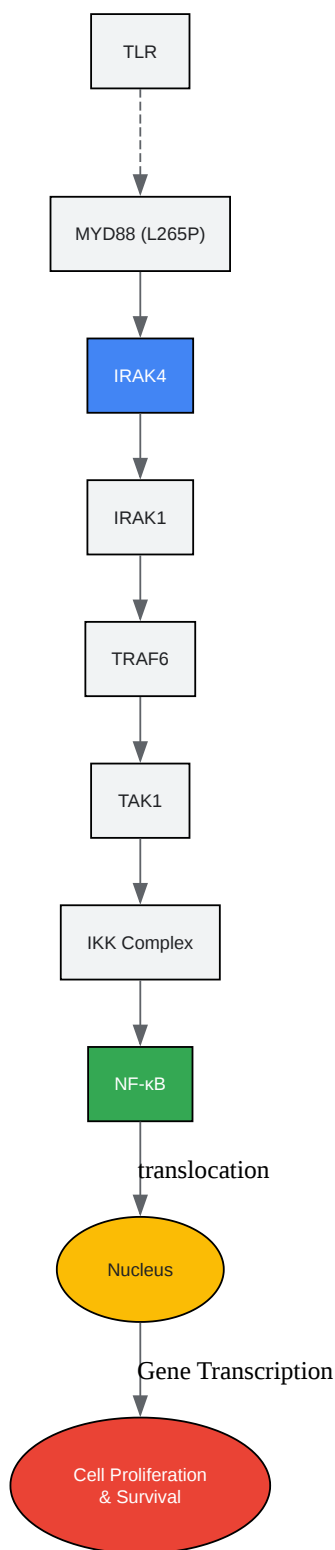 TLR
MYD88 (L265P)
IRAK4
IRAK1
TRAF6
TAK1
IKK Complex
NF-κB
translocation
Nucleus
Gene Transcription
Cell Proliferation
& Survival